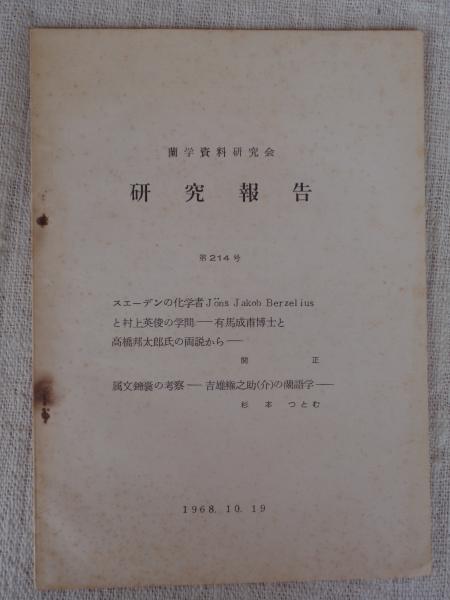 蘭学資料研究会
研究報告
第214号
スエーデンの化学者 Jöns Jakob Berzelius
と村上英俊の学問——有馬成甫博士と
高橋邦太郎氏の両説から——
関 正
属文錦嚢の考察——吉雄権之助(介)の蘭語学——
杉本 つとむ
1968. 10. 19